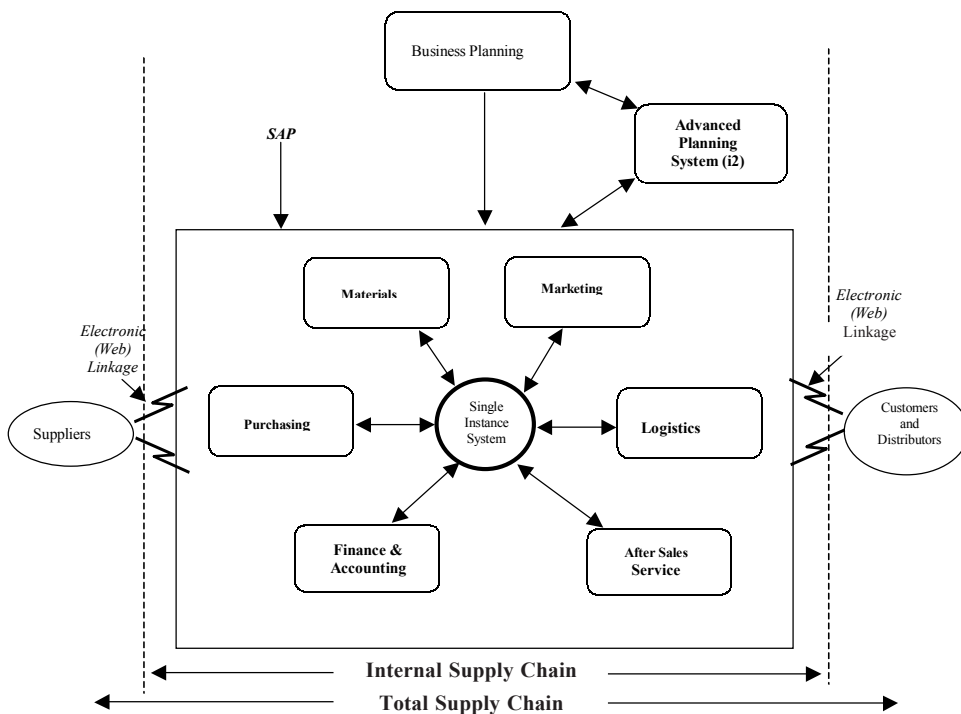 Business Planning
SAP
Advanced
Planning
System (i2)
Materials
Marketing
Electronic
(Web)
Linkage
Electronic
(Web)
Linkage
Suppliers
Purchasing
Single
Instance
System
Logistics
Customers
and
Distributors
Finance &
Accounting
After Sales
Service
Internal Supply Chain
Total Supply Chain